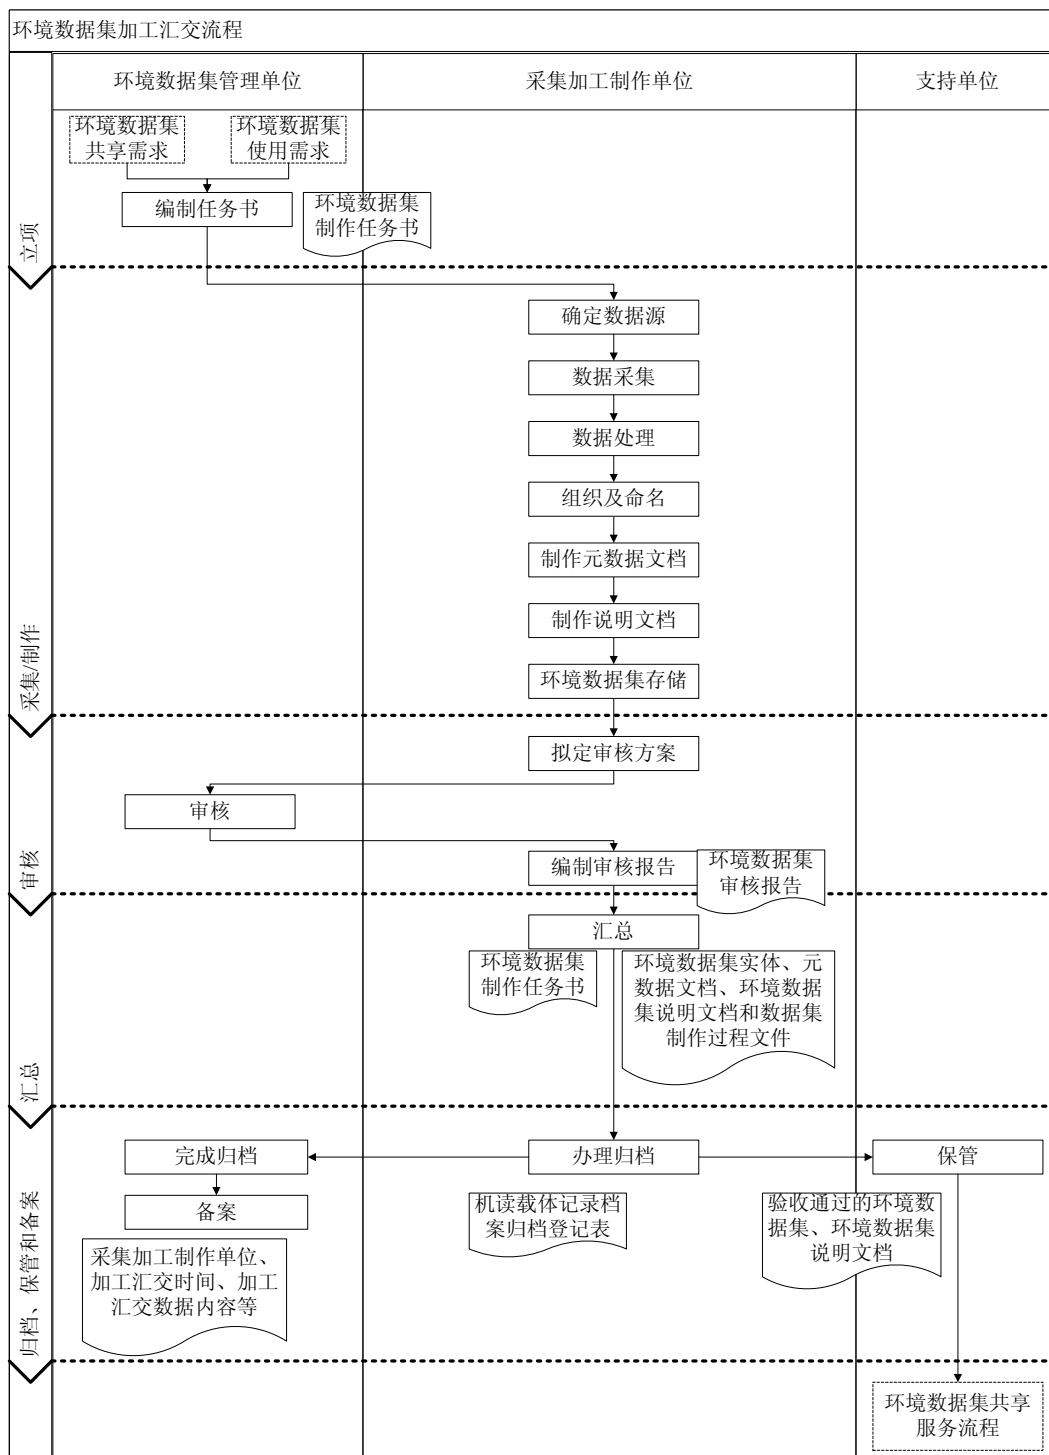 环境数据集加工汇交流程
环境数据集管理单位
采集加工制作单位
支持单位
立项
环境数据集
共享需求
环境数据集
使用需求
编制任务书
环境数据集
制作任务书
采集/制作
确定数据源
数据采集
数据处理
组织及命名
制作元数据文档
制作说明文档
环境数据集存储
审核
拟定审核方案
审核
编制审核报告
环境数据集
审核报告
汇总
汇总
环境数据集
制作任务书
环境数据集实体、元
数据文档、环境数据
集说明文档和数据集
制作过程文件
归档、保管和备案
完成归档
办理归档
保管
备案
机读载体记录档
案归档登记表
验收通过的环境数
据集、环境数据集
说明文档
采集加工制作单位、
加工汇交时间、加工
汇交数据内容等
环境数据集共享
服务流程